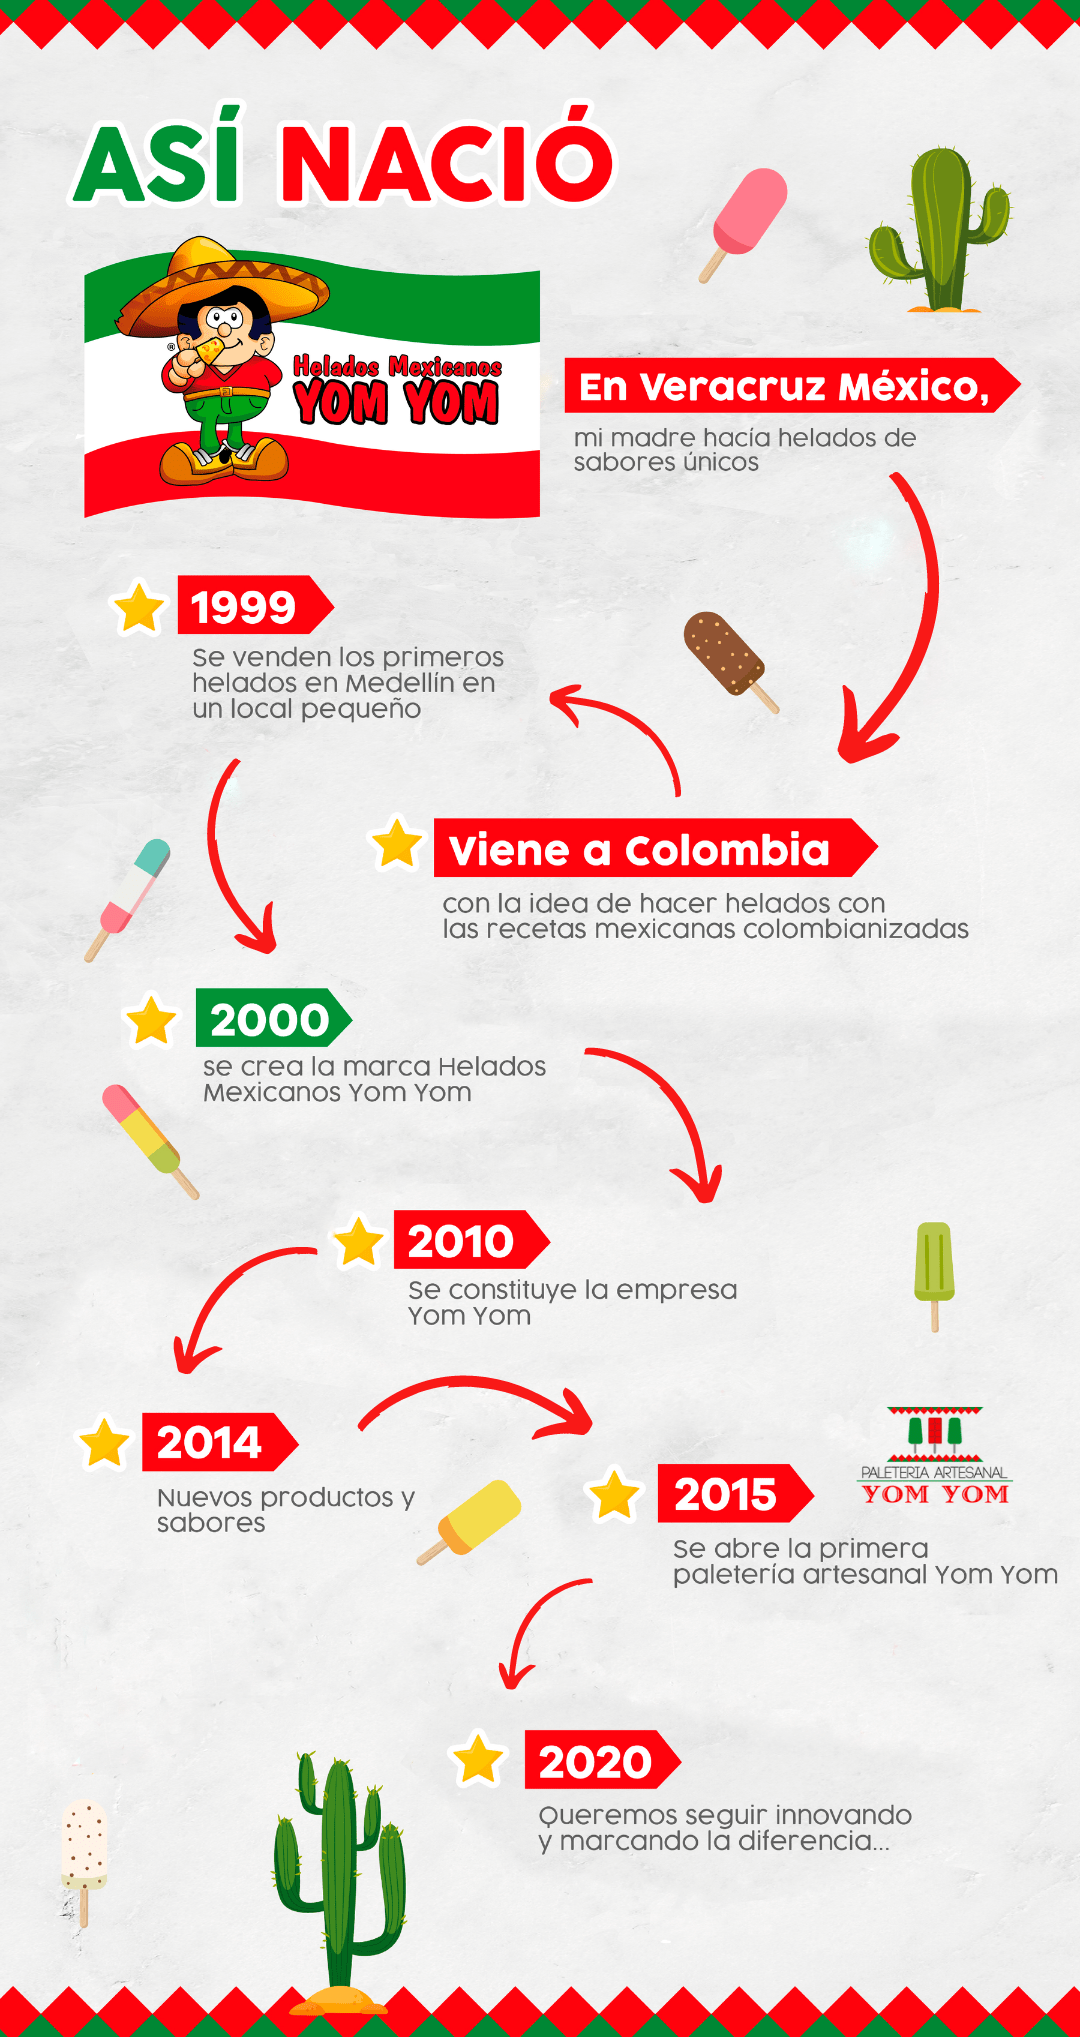 ASÍ NACIÓ
®
Helados Mexicanos
YOM YOM
En Veracruz México,
mi madre hacía helados de
sabores únicos
Viene a Colombia
con la idea de hacer helados con
las recetas mexicanas colombianizadas
1999
Se venden los primeros
helados en Medellín en
un local pequeño
2000
se crea la marca Helados
Mexicanos Yom Yom
2010
Se constituye la empresa
Yom Yom
2014
Nuevos productos y
sabores
2015
Se abre la primera
paletería artesanal Yom Yom
PALETERIA ARTESANAL
YOM YOM
2020
Queremos seguir innovando
y marcando la diferencia...